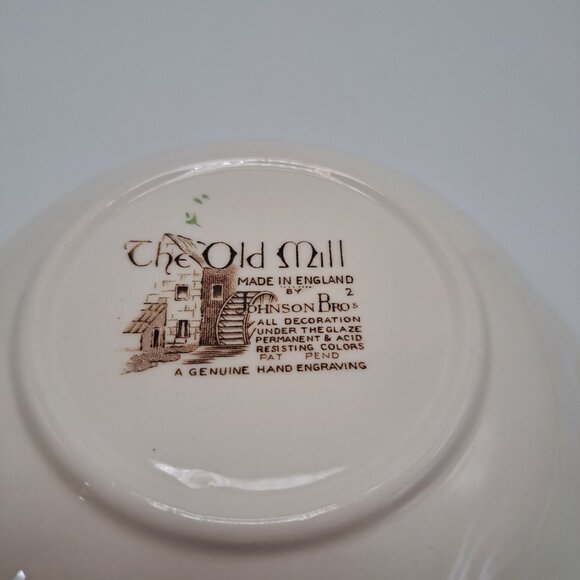 The Old Mill
MADE IN ENGLAND
BY 2
JOHNSON BROS
ALL DECORATION
UNDER THE GLAZE
PERMANENT & ACID
RESISTING COLORS
PAT PEND
A GENUINE HAND ENGRAVING